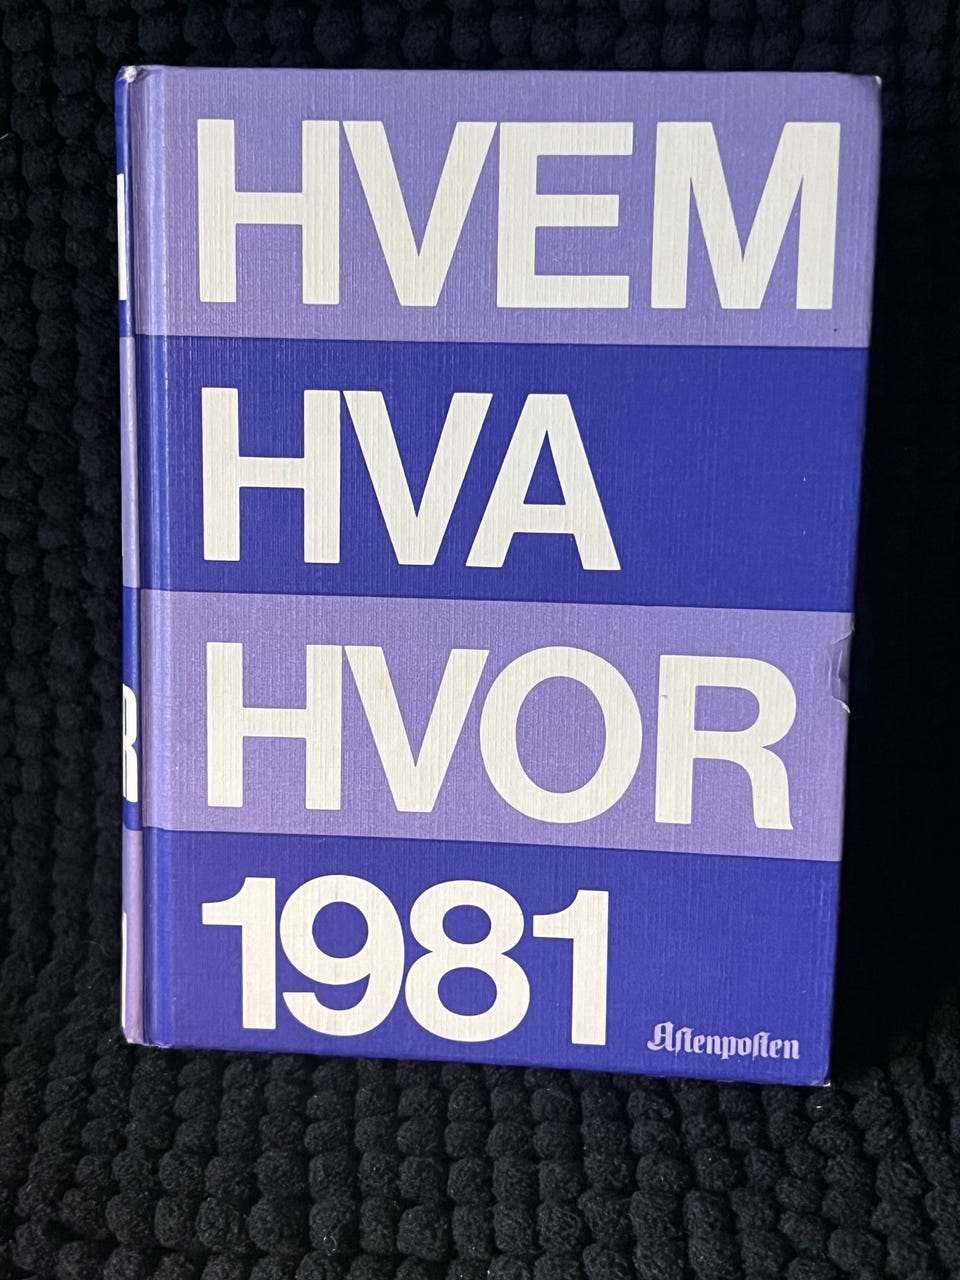 HVEM
HVA
HVOR
1981
Aftenposten